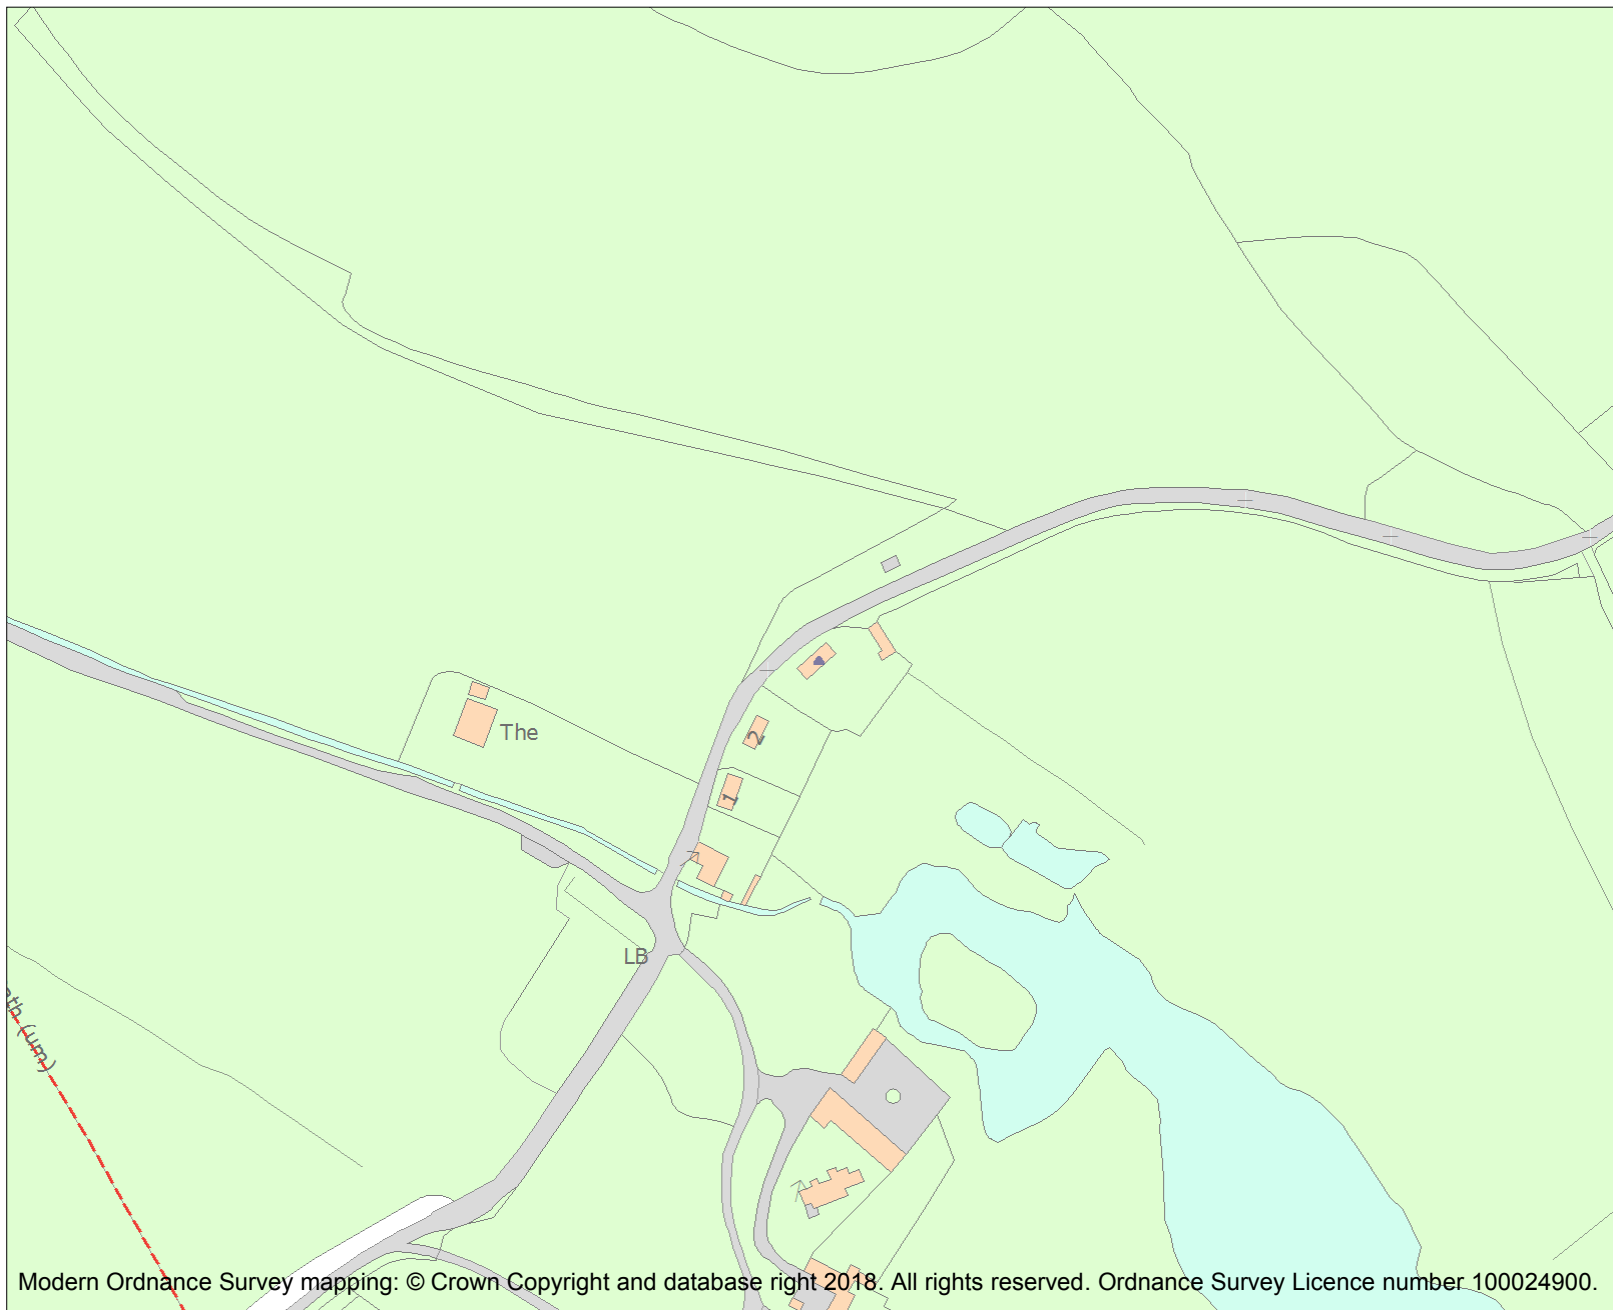 The
2
1
LB
ath (um)
Modern Ordnance Survey mapping: © Crown Copyright and database right 2018. All rights reserved. Ordnance Survey Licence number 100024900.